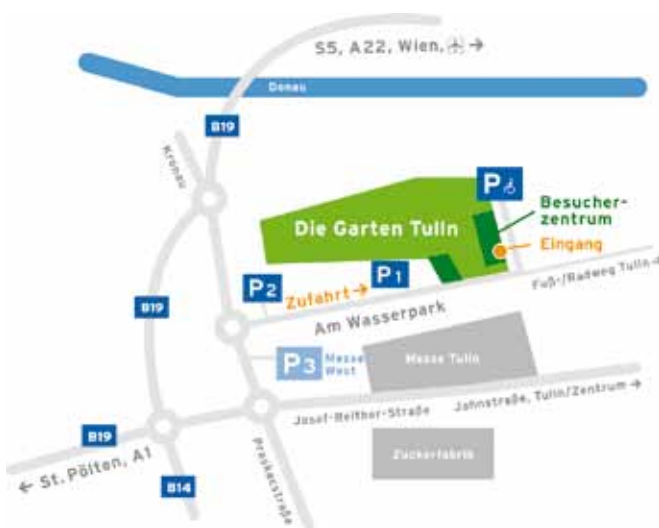 S5, A22, Wien, →
Donau
B19
Kronau
P
Die Garten Tulln
Besucher-
zentrum
Eingang
P1
P2
Zufahrt →
Fuß-/Radweg Tulln →
B19
Am Wasserpark
P3
Messe
West
Messe Tulln
Josef-Reither-Straße
Jahnstraße, Tulln/Zentrum →
B19
← St. Pölten, A1
Praskacstraße
Zuckerfabrik
B14